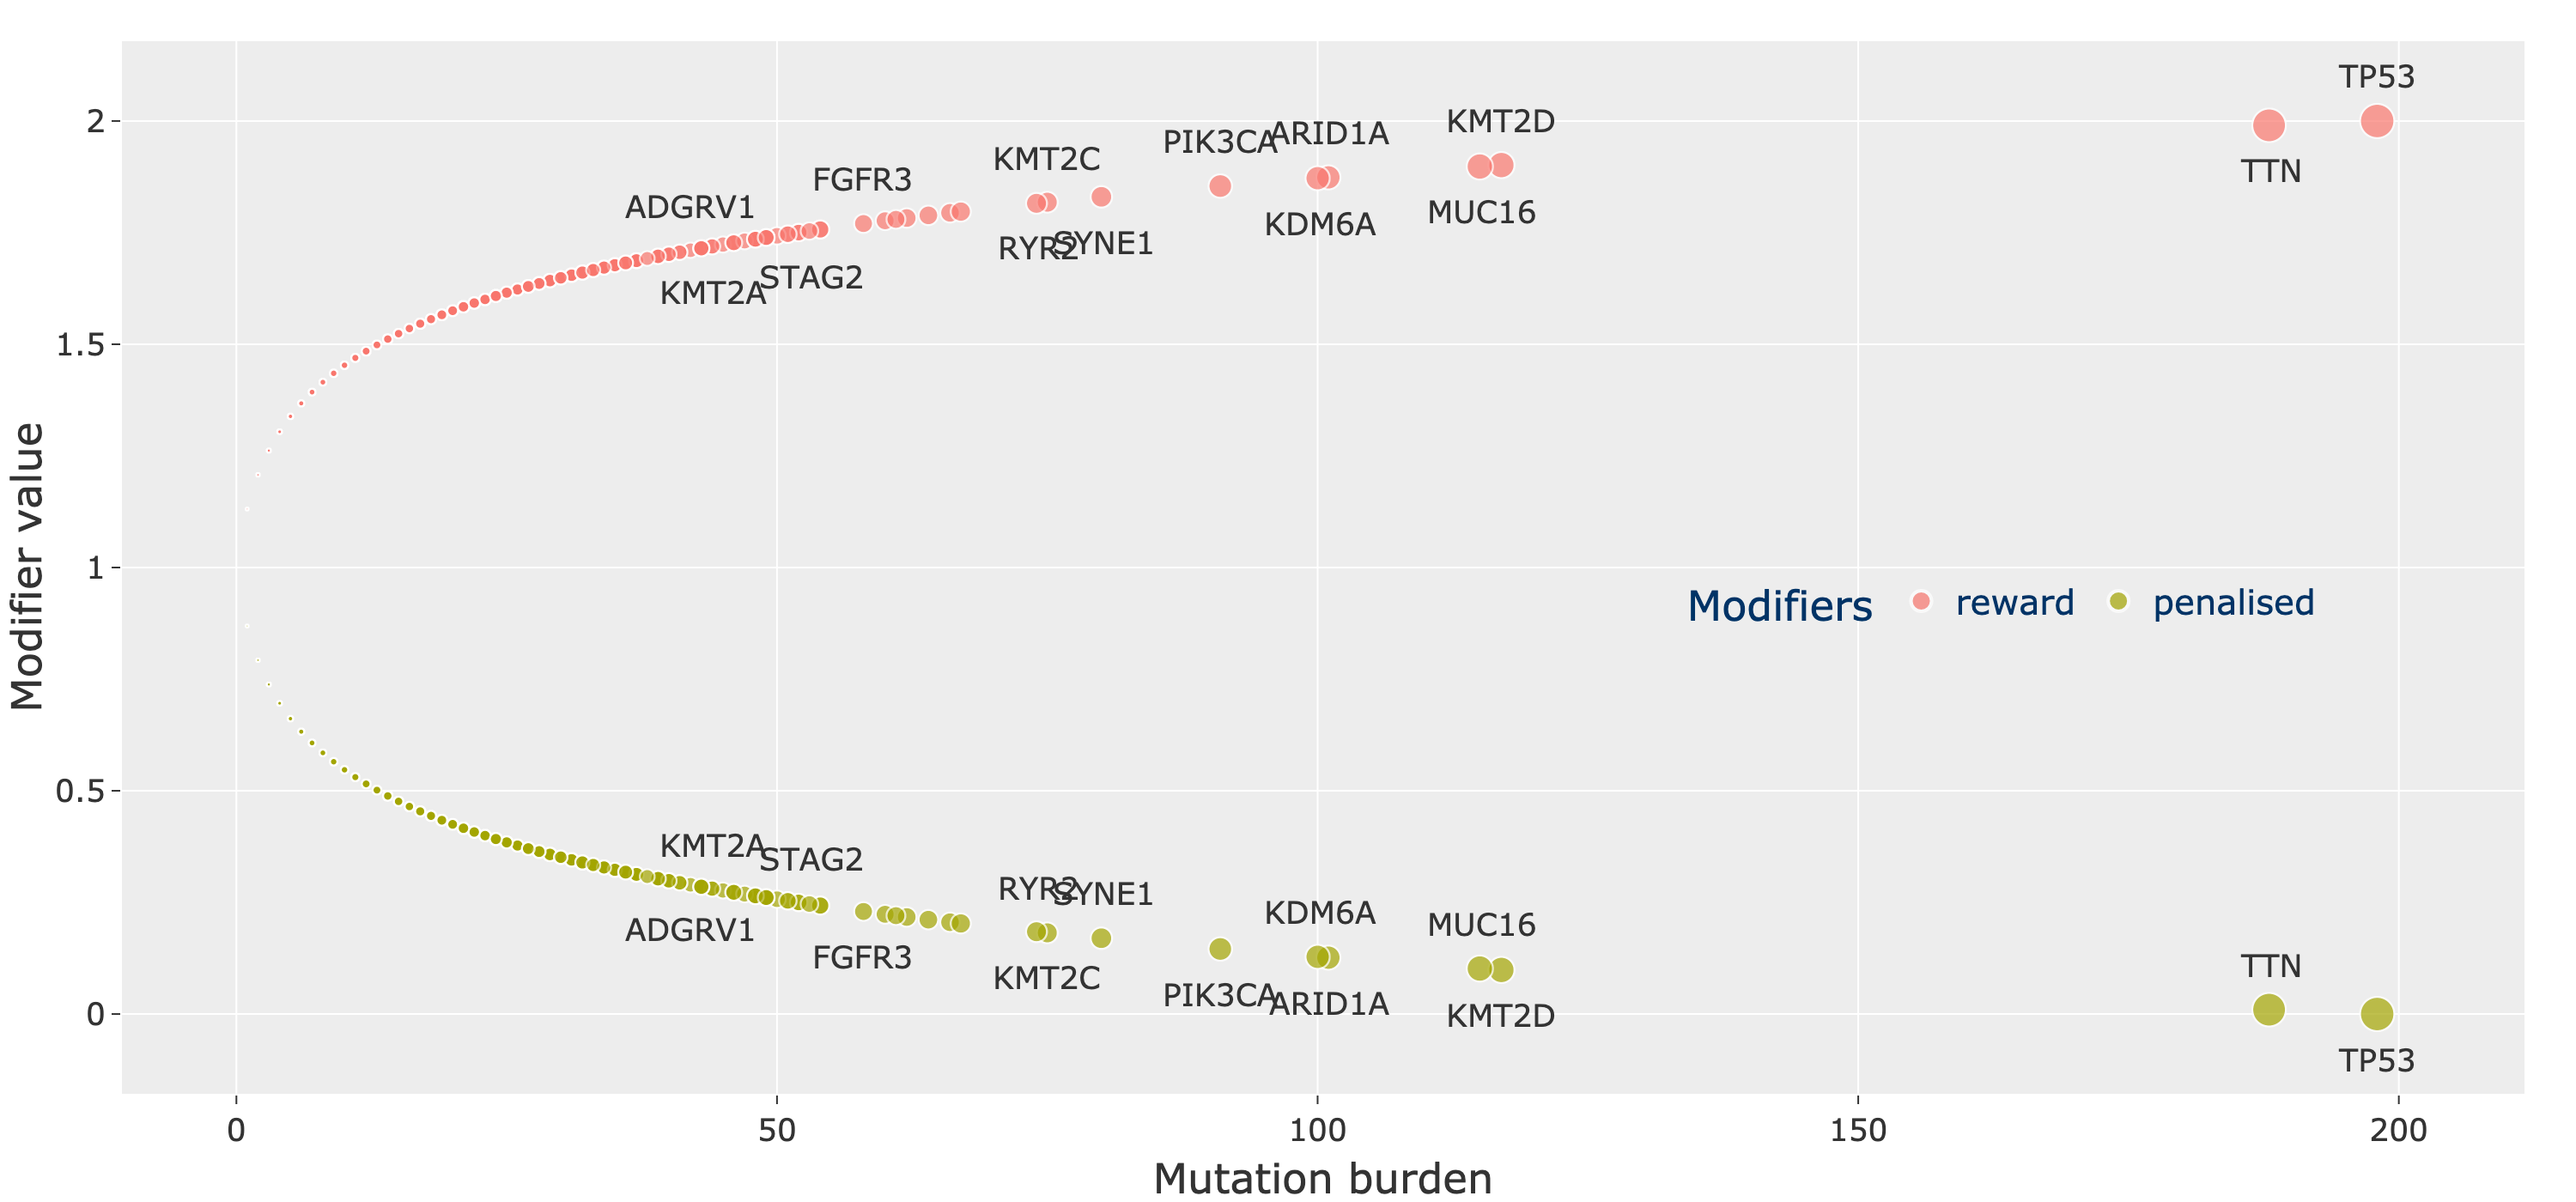 TP53
2
KMT2D
ARID1A
PIK3CA
KMT2C
TTN
FGFR3
ADGRV1
MUC16
KDM6A
SYNE1
RYR2
STAG2
KMT2A
1.5
Modifier value
1
Modifiers reward penalised
0.5
KMT2A
STAG2
RYR2
SYNE1
KDM6A
MUC16
ADGRV1
FGFR3
TTN
KMT2C
PIK3CA
ARID1A
KMT2D
0
TP53
0 50 100 150 200
Mutation burden